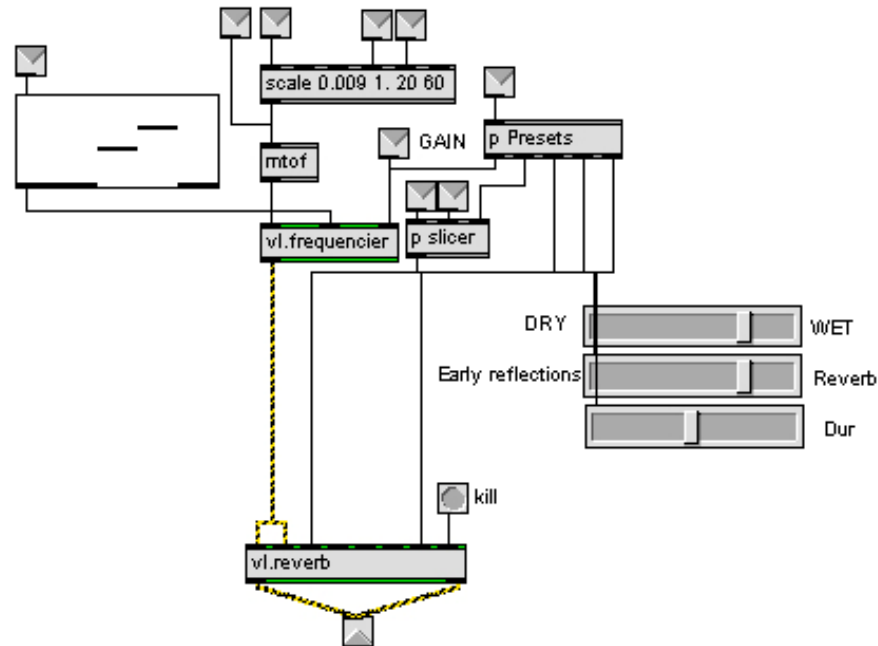 scale 0.009 1. 20 60
GAIN
p Presets
mtof
vl.frequencier
p slicer
DRY
WET
Early reflections
Reverb
Dur
kill
vl.reverb